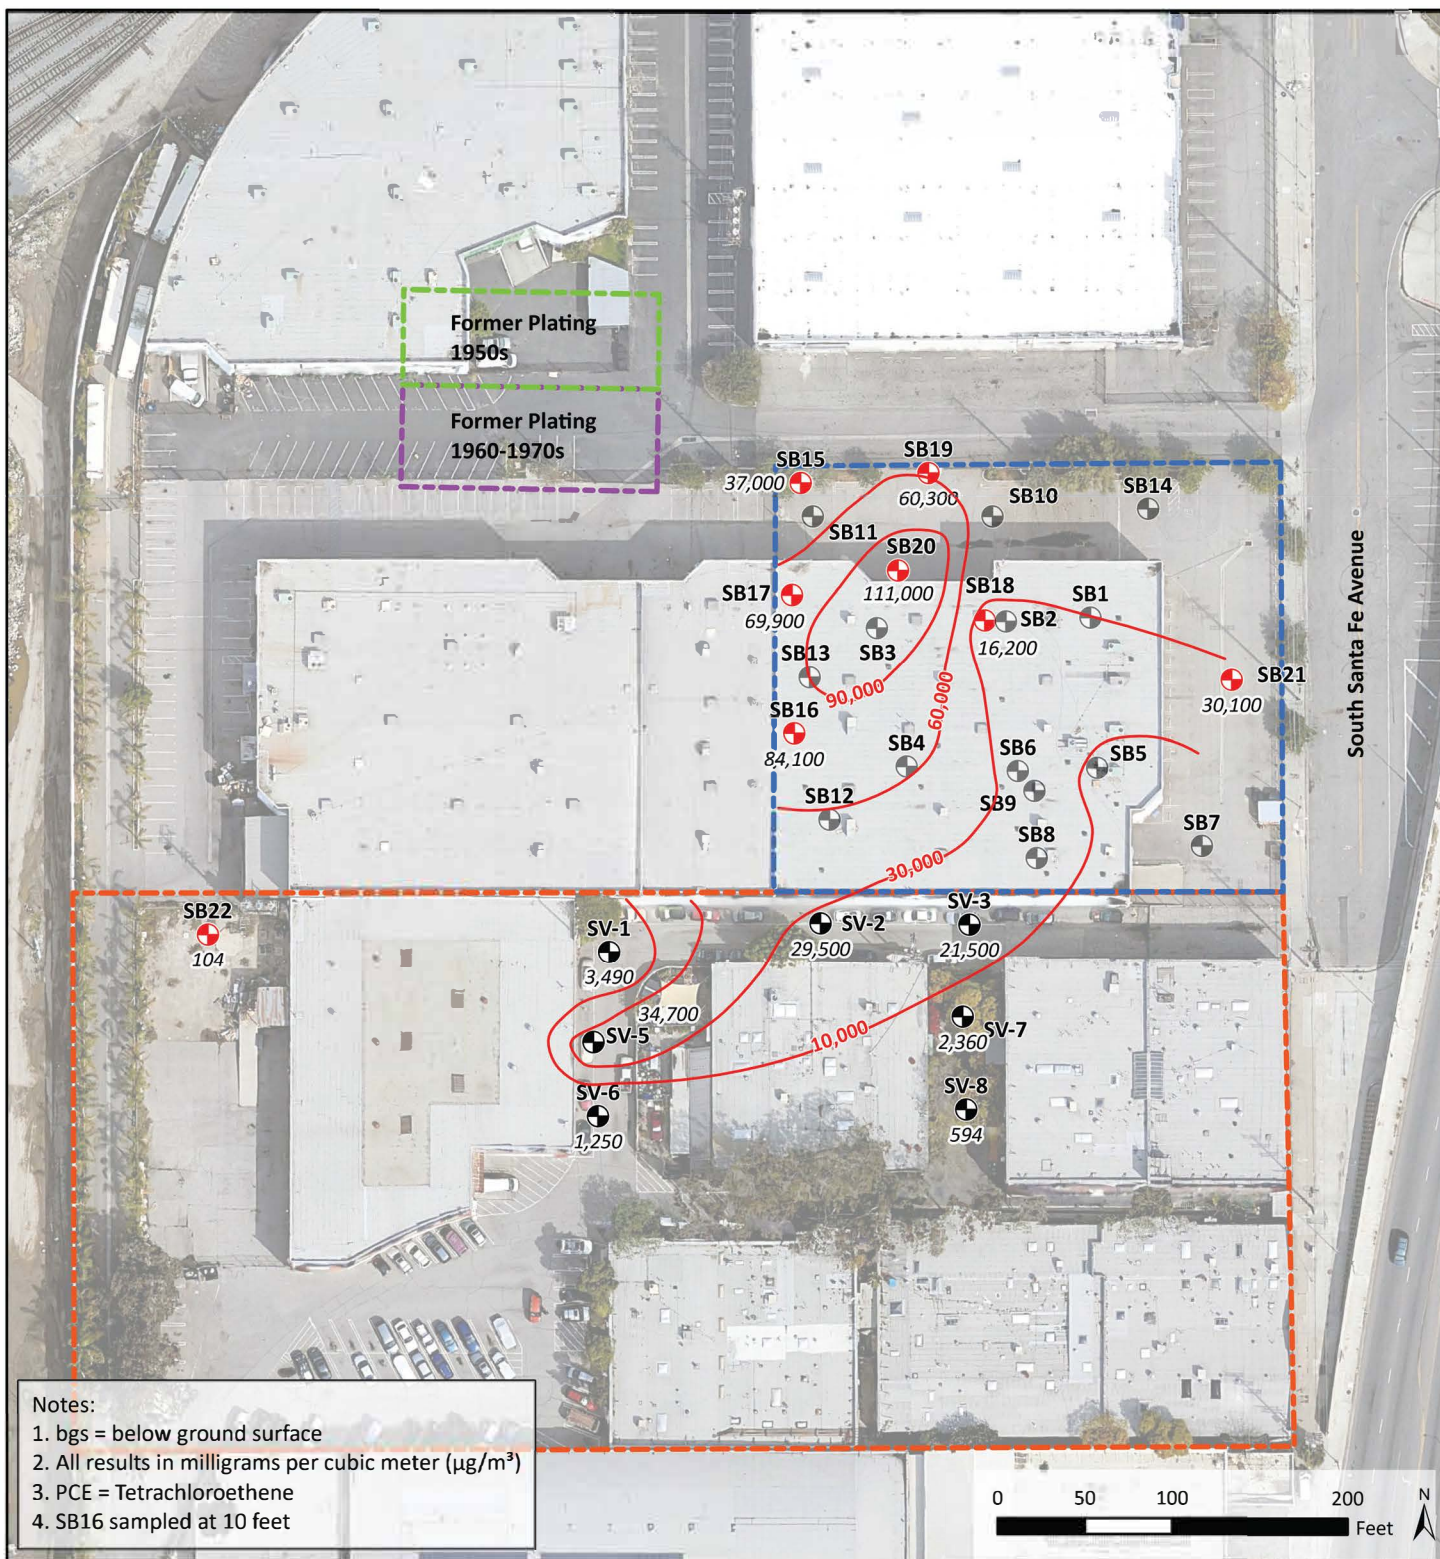 Former Plating
1950s
Former Plating
1960-1970s
SB15
37,000
SB19
60,300
SB10
SB14
SB11
SB20
111,000
SB17
69,900
SB18
SB2
16,200
SB1
SB3
SB13
90,000
60,000
SB21
30,100
South Santa Fe Avenue
SB16
84,100
SB4
SB6
SB5
SB9
SB12
SB8
SB7
30,000
SB22
104
SV-1
3,490
SV-2
29,500
SV-3
21,500
34,700
SV-5
10,000
SV-7
2,360
SV-6
1,250
SV-8
594
Notes:
1. bgs = below ground surface
2. All results in milligrams per cubic meter (µg/m³)
3. PCE = Tetrachloroethene
4. SB16 sampled at 10 feet
0 50 100 200
Feet
N